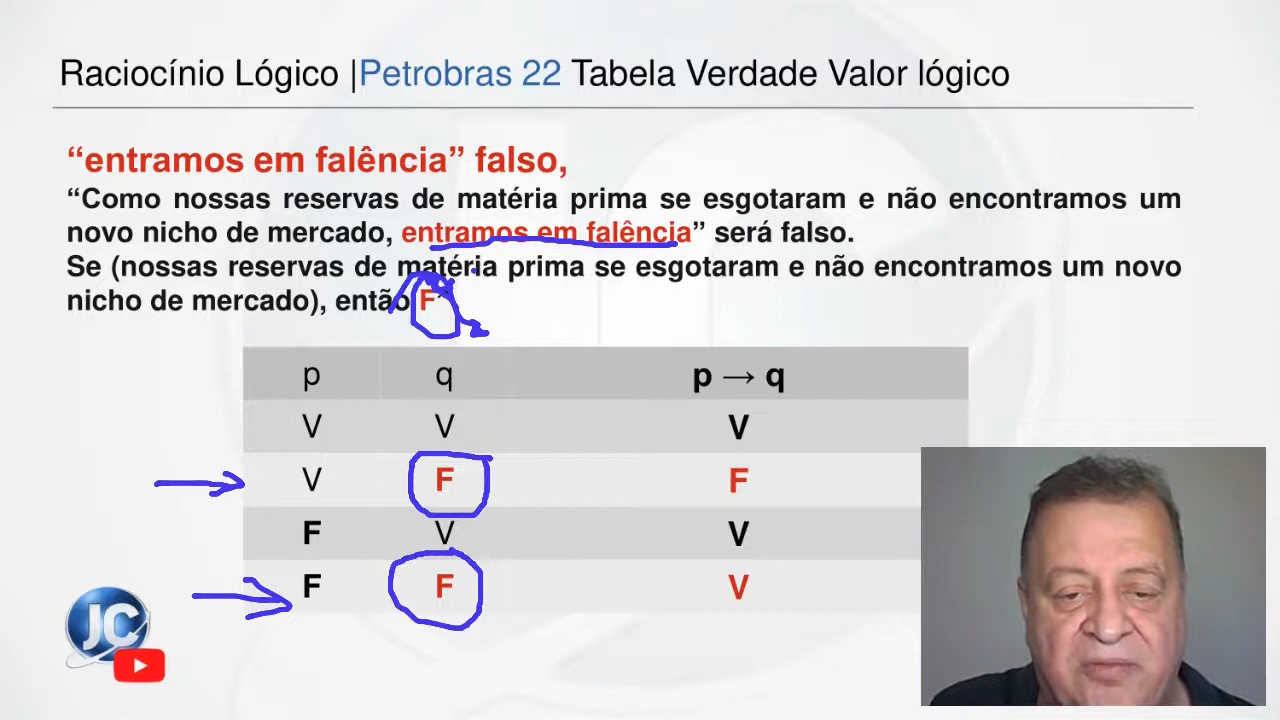 Raciocínio Lógico |Petrobras 22 Tabela Verdade Valor lógico
“entramos em falência” falso,
“Como nossas reservas de matéria prima se esgotaram e não encontramos um
novo nicho de mercado, entramos em falência” será falso.
Se (nossas reservas de matéria prima se esgotaram e não encontramos um novo
nicho de mercado), então F”
p q p → q
V V V
V F F
F V V
F F V
JC